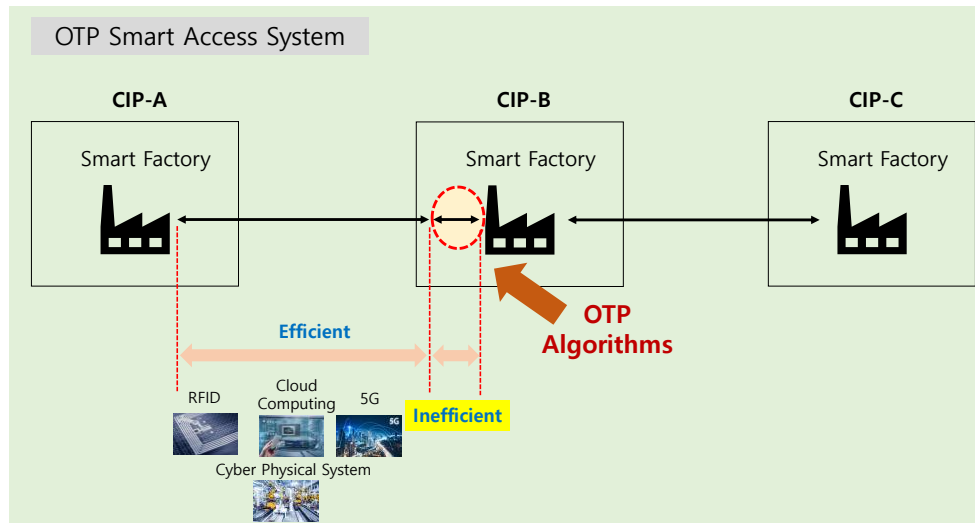 OTP Smart Access System
CIP-A
CIP-B
CIP-C
Smart Factory
Smart Factory
Smart Factory
OTP
Algorithms
Efficient
Inefficient
RFID
Cloud
Computing
5G
5G
Cyber Physical System